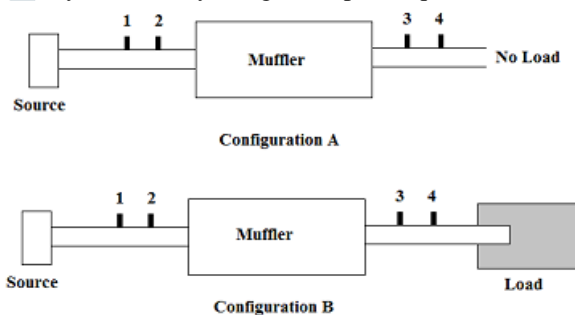 1 2 3 4
Muffler
No Load
Source
Configuration A
1 2 3 4
Muffler
Source
Load
Configuration B